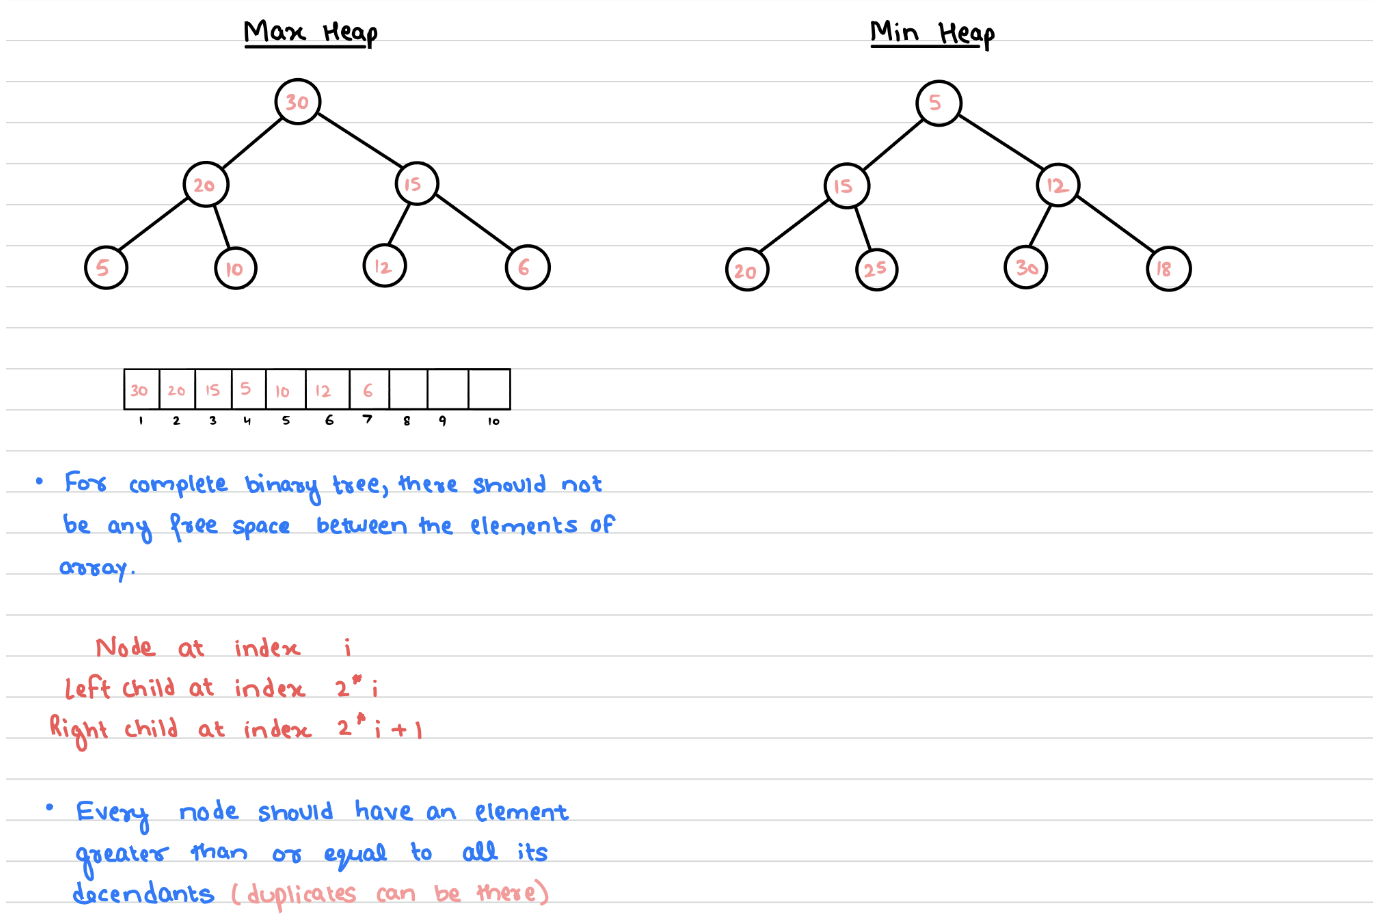 Max Heap
Min Heap
30
5
20
15
15
12
5
10
12
6
20
25
30
18
30 20 15 5 10 12 6
1 2 3 4 5 6 7 8 9 10
• For complete binary tree, there should not
be any free space between the elements of
array.
Node at index i
Left child at index 2*i
Right child at index 2*i+1
• Every node should have an element
greater than or equal to all its
decendants (duplicates can be there)